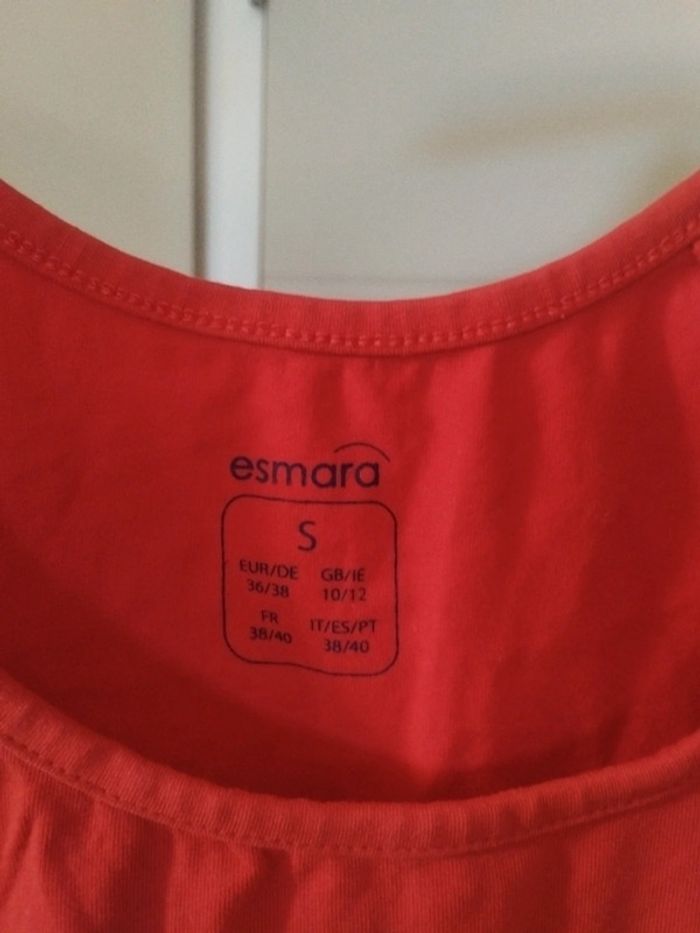 esmara
S
EUR/DE GB/IE
36/38 10/12
FR IT/ES/PT
38/40 38/40